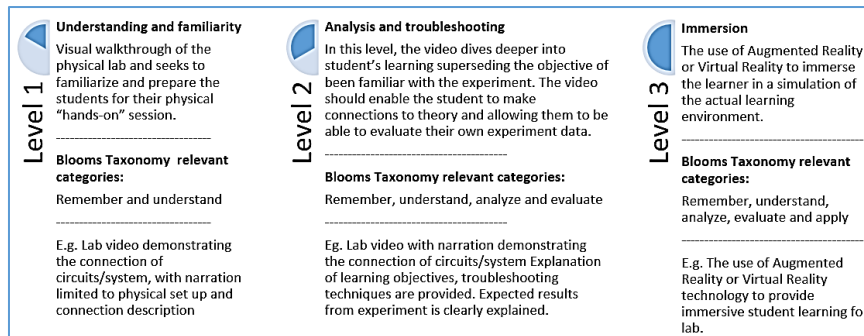 Level 1
Understanding and familiarity
Visual walkthrough of the
physical lab and seeks to
familiarize and prepare the
students for their physical
“hands-on” session.
Blooms Taxonomy relevant
categories:
Remember and understand
E.g. Lab video demonstrating
the connection of
circuits/system, with narration
limited to physical set up and
connection description
Level 2
Analysis and troubleshooting
In this level, the video dives deeper into
student’s learning superseding the objective of
been familiar with the experiment. The video
should enable the student to make
connections to theory and allowing them to be
able to evaluate their own experiment data.
Blooms Taxonomy relevant categories:
Remember, understand, analyze and evaluate
Eg. Lab video with narration demonstrating
the connection of circuits/system Explanation
of learning objectives, troubleshooting
techniques are provided. Expected results
from experiment is clearly explained.
Level 3
Immersion
The use of Augmented Reality
or Virtual Reality to immerse
the learner in a simulation of
the actual learning
environment.
Blooms Taxonomy relevant
categories:
Remember, understand,
analyze, evaluate and apply
E.g. The use of Augmented
Reality or Virtual Reality
technology to provide
immersive student learning fo
lab.